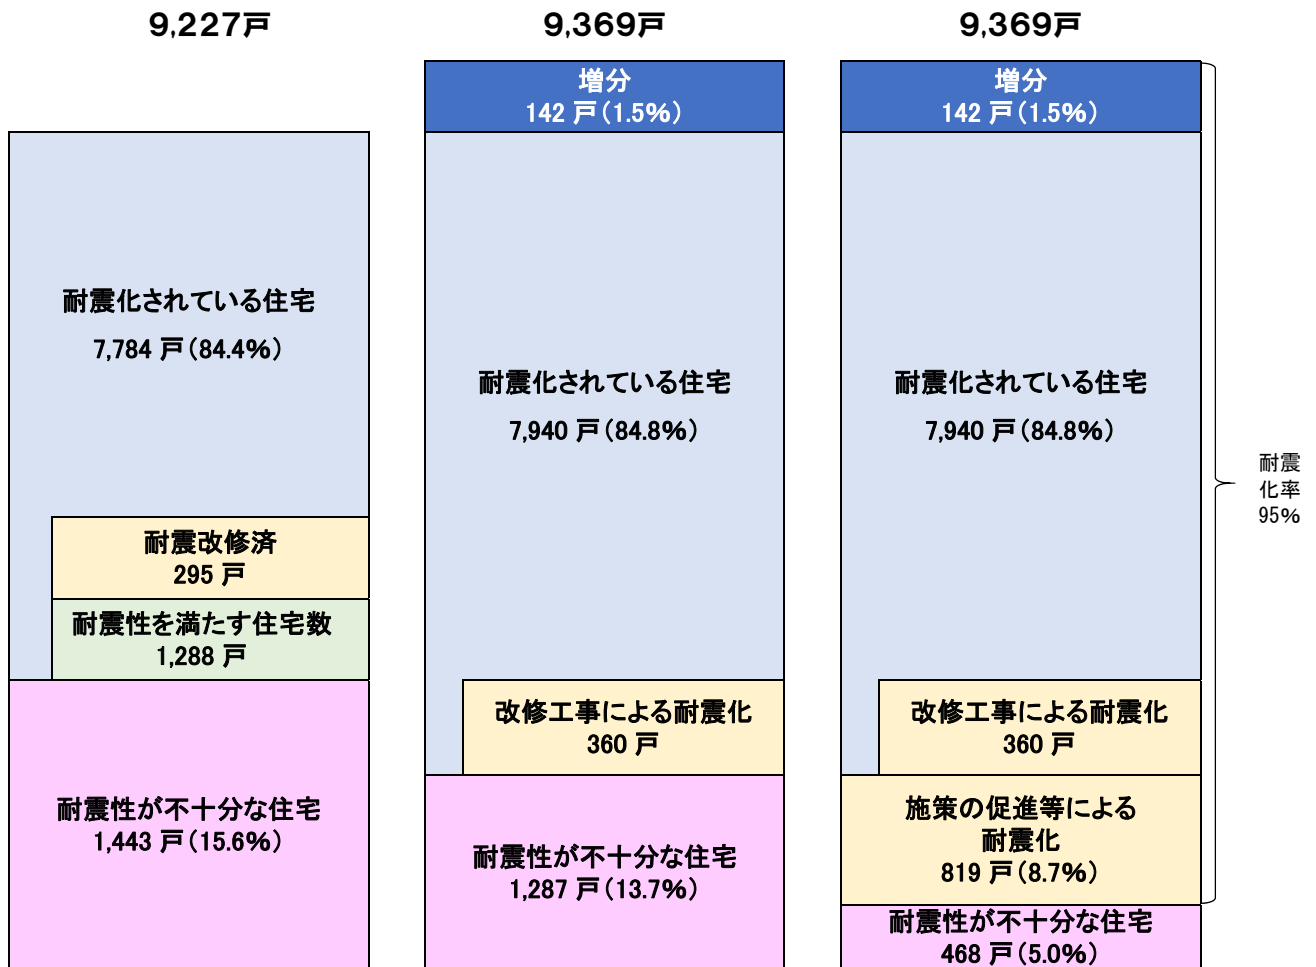 9,227戸
耐震化されている住宅
7,784 戸(84.4%)
耐震改修済
295 戸
耐震性を満たす住宅数
1,288 戸
耐震性が不十分な住宅
1,443 戸(15.6%)
9,369戸
増分
142 戸(1.5%)
耐震化されている住宅
7,940 戸(84.8%)
改修工事による耐震化
360 戸
耐震性が不十分な住宅
1,287 戸(13.7%)
9,369戸
増分
142 戸(1.5%)
耐震化されている住宅
7,940 戸(84.8%)
改修工事による耐震化
360 戸
施策の促進等による
耐震化
819 戸(8.7%)
耐震性が不十分な住宅
468 戸(5.0%)
耐震
化率
95%